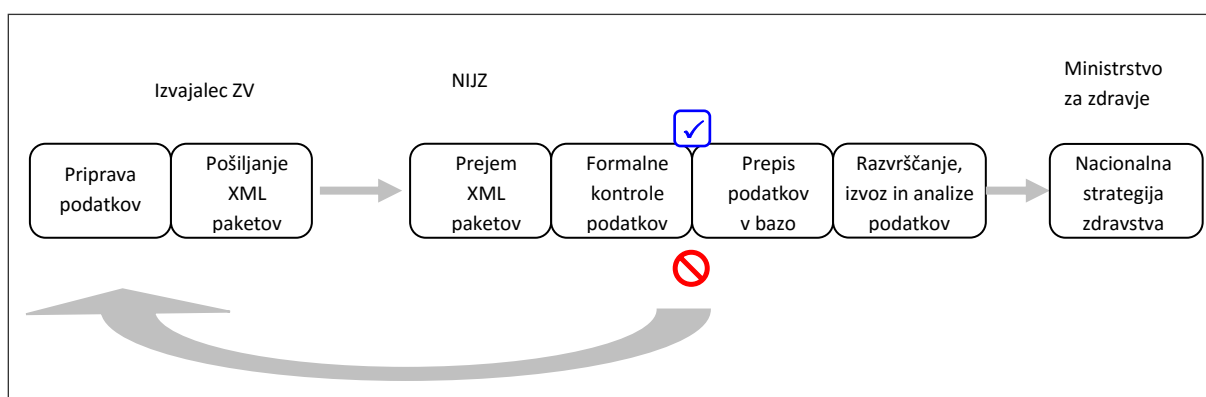 Izvajalec ZV
NIJZ
Ministrstvo
za zdravje
Priprava
podatkov
Pošiljanje
XML
paketov
Prejem
XML
paketov
Formalne
kontrole
podatkov
Prepis
podatkov
v bazo
Razvrščanje,
izvoz in analize
podatkov
Nacionalna
strategija
zdravstva